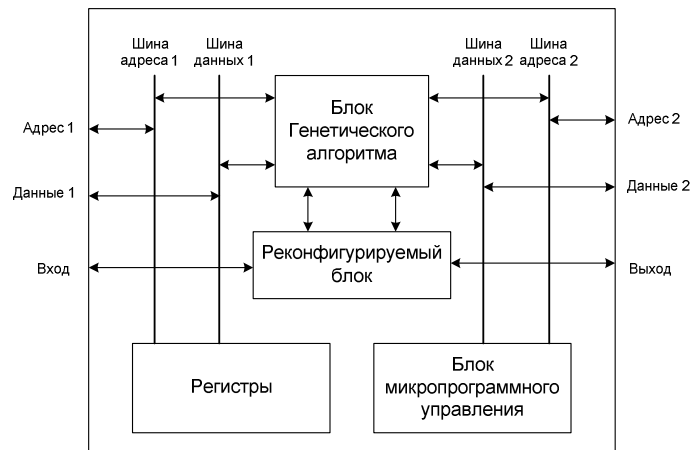 Шина
адреса 1
Шина
данных 1
Шина
данных 2
Шина
адреса 2
Блок
Генетического
алгоритма
Адрес 1
Адрес 2
Данные 1
Данные 2
Реконфигурируемый
блок
Вход
Выход
Регистры
Блок
микропрограммного
управления